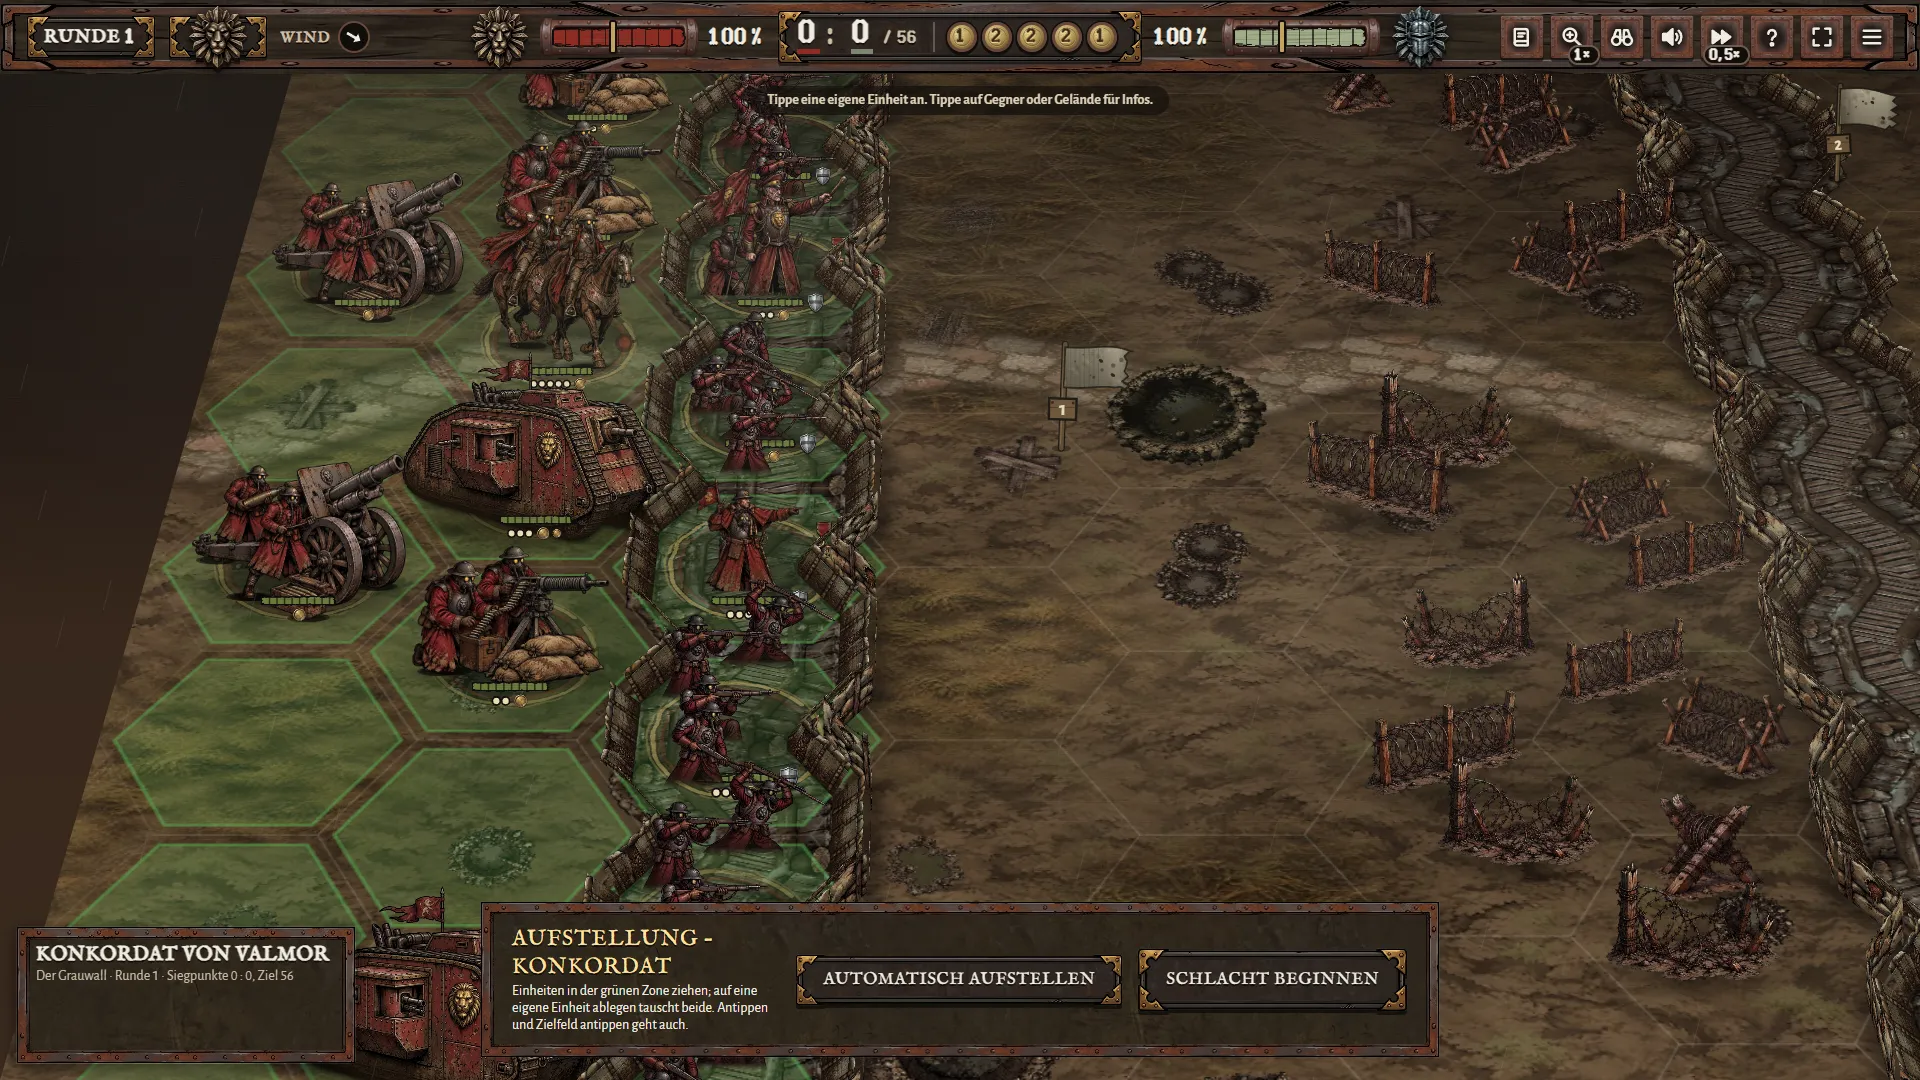 RUNDE 1
WIND
100 %
0 : 0 / 56
1 2 2 2 1
100 %
1×
0,5×
?
Tippe eine eigene Einheit an. Tippe auf Gegner oder Gelände für Infos.
2
1
KONKORDAT VON VALMOR
Der Grauwall · Runde 1 · Siegpunkte 0 : 0, Ziel 56
AUFSTELLUNG -
KONKORDAT
Einheiten in der grünen Zone ziehen; auf eine
eigene Einheit ablegen tauscht beide. Antippen
und Zielfeld antippen geht auch.
AUTOMATISCH AUFSTELLEN
SCHLACHT BEGINNEN